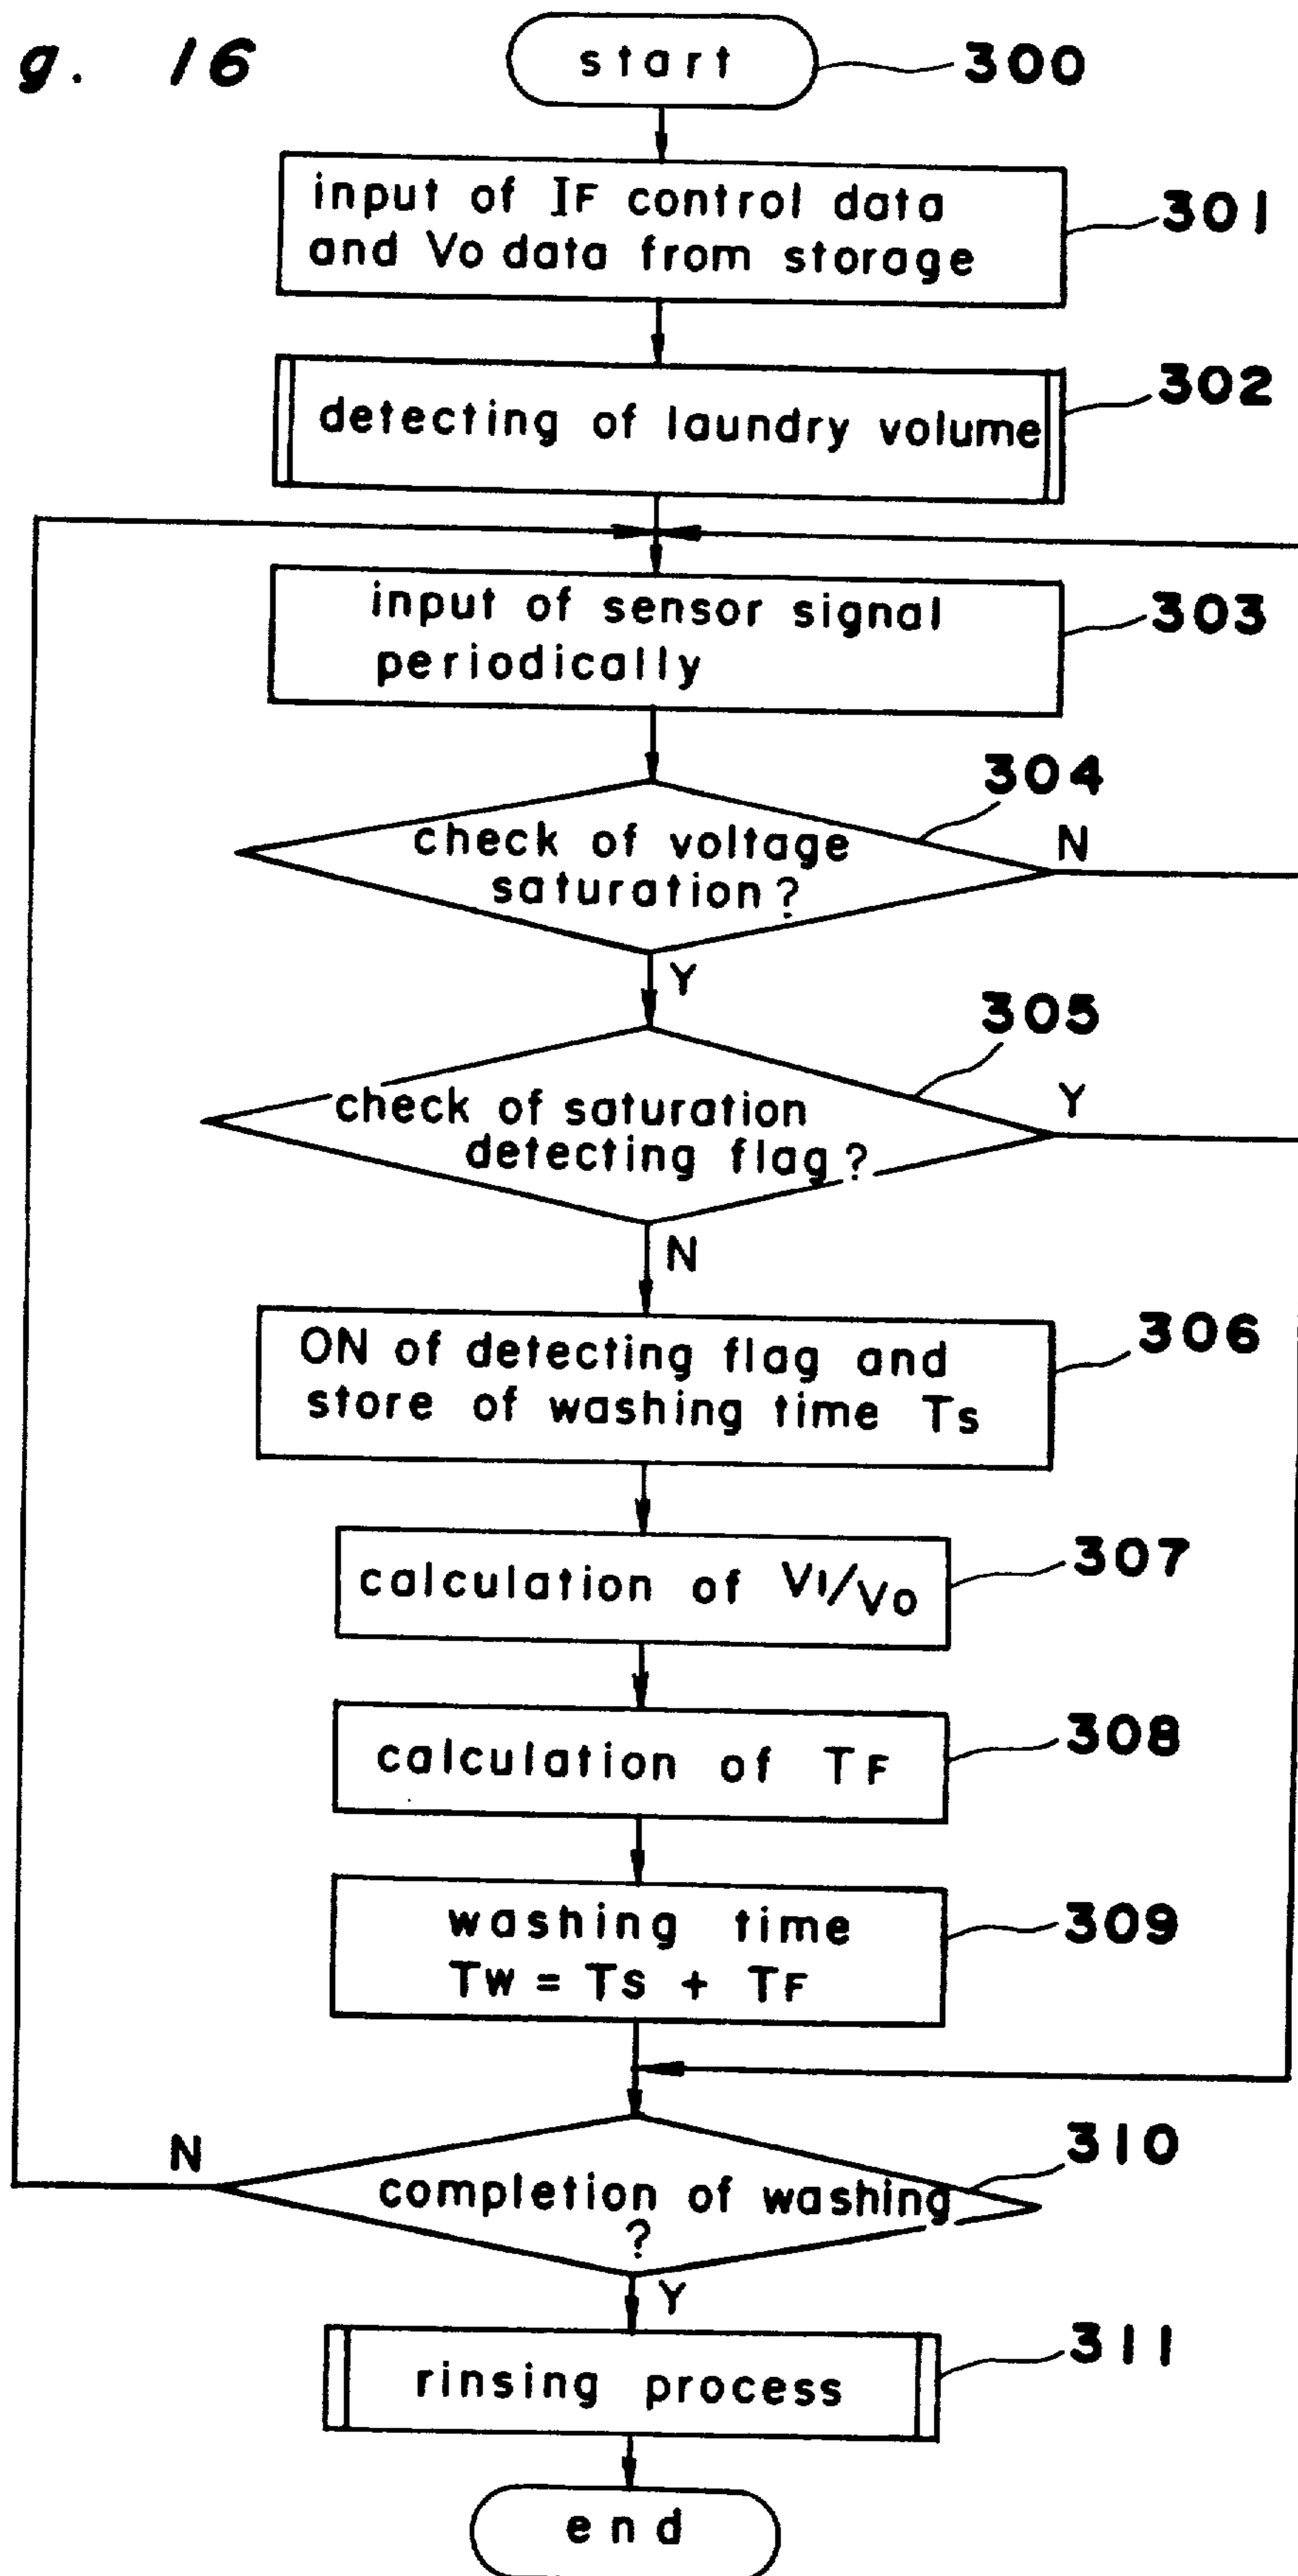 g. 16
start
300
input of IF control data
and Vo data from storage
301
detecting of laundry volume
302
input of sensor signal
periodically
303
304
check of voltage
saturation?
N
Y
305
check of saturation
detecting flag?
Y
N
ON of detecting flag and
store of washing time Ts
306
calculation of V1/Vo
307
calculation of TF
308
washing time
Tw = Ts + TF
309
310
N
completion of washing
?
Y
rinsing process
311
end